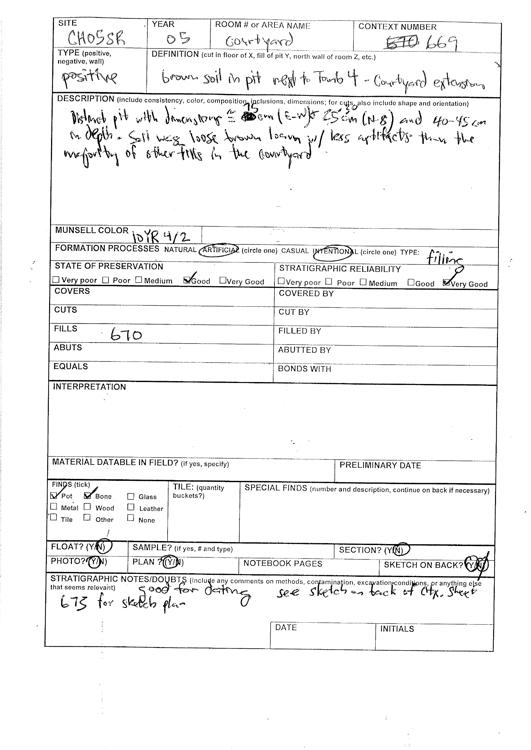 SITE YEAR ROOM # or AREA NAME CONTEXT NUMBER
CH05SR 05 Courtyard 670 669
TYPE (positive, negative, wall) DEFINITION (cut in floor of X, fill of pit Y, north wall of room Z, etc.)
positive brown soil in pit next to Tomb 4 - Courtyard extension
DESCRIPTION (include consistency, color, composition, inclusions, dimensions; for cuts, also include shape and orientation)
Distinct pit with dimensions ≅ 75 cm (E-W) & 25 cm (N-S) and 40-45 cm
in depth. Soil was loose brown loam w/ less artifacts than the
majority of other fills in the courtyard
MUNSELL COLOR 10YR 4/2
FORMATION PROCESSES NATURAL ARTIFICIAL (circle one) CASUAL INTENTIONAL (circle one) TYPE: filling
STATE OF PRESERVATION STRATIGRAPHIC RELIABILITY
Very poor Poor Medium Good Very Good Very poor Poor Medium Good Very Good
COVERS COVERED BY
CUTS CUT BY
FILLS 670 FILLED BY
ABUTS ABUTTED BY
EQUALS BONDS WITH
INTERPRETATION
MATERIAL DATABLE IN FIELD? (if yes, specify) PRELIMINARY DATE
FINDS (tick) TILE: (quantity buckets?) SPECIAL FINDS (number and description, continue on back if necessary)
Pot Bone Glass
Metal Wood Leather
Tile Other None
FLOAT? (Y/N) SAMPLE? (if yes, # and type) SECTION? (Y/N)
PHOTO? (Y/N) PLAN? (Y/N) NOTEBOOK PAGES SKETCH ON BACK? (Y/N)
STRATIGRAPHIC NOTES/DOUBTS (Include any comments on methods, contamination, excavation conditions, or anything else
that seems relevant) good for dating see sketch on back of Ctx. Sheet
675 for sketch plan
DATE INITIALS